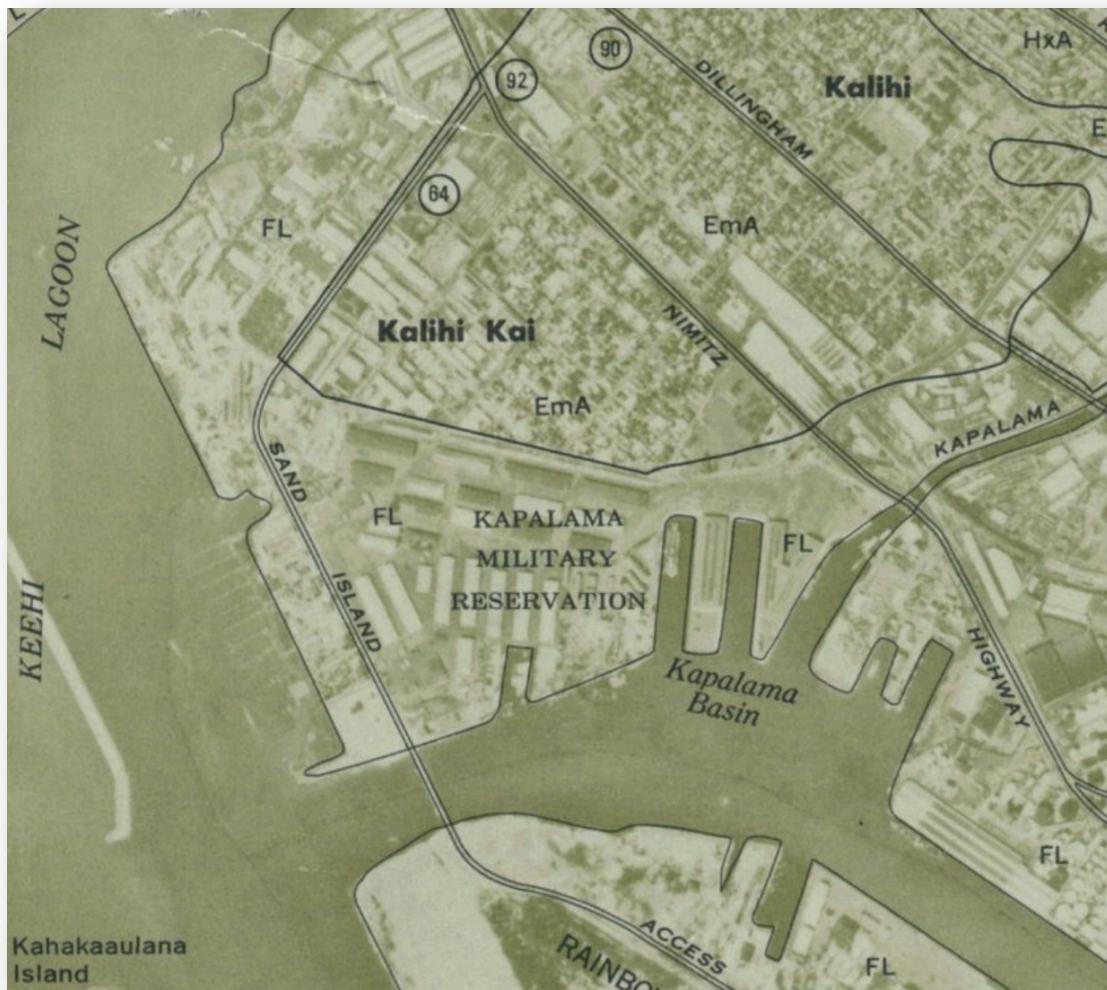 90
92
HxA
Kalihi
DILLINGHAM
64
FL
EmA
LAGOON
Kalihi Kai
NIMITZ
EmA
KAPALAMA
SAND
FL
KAPALAMA
MILITARY
RESERVATION
FL
ISLAND
KEEHI
HIGHWAY
Kapalama
Basin
FL
ACCESS
Kahakaaulana
Island
FL